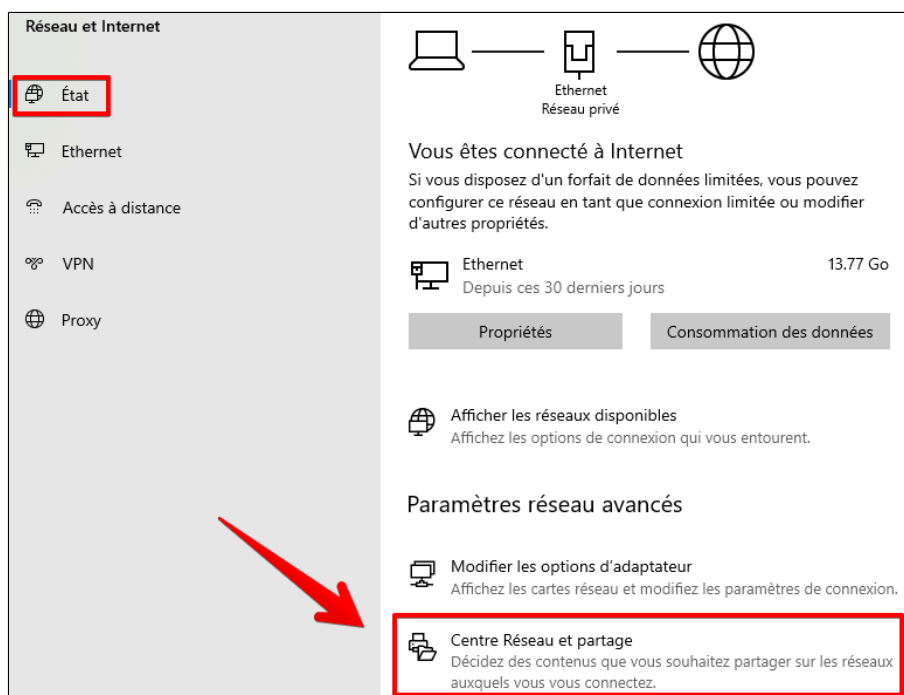 Réseau et Internet
État
Ethernet
Accès à distance
VPN
Proxy
Ethernet
Réseau privé
Vous êtes connecté à Internet
Si vous disposez d'un forfait de données limitées, vous pouvez
configurer ce réseau en tant que connexion limitée ou modifier
d'autres propriétés.
Ethernet
13.77 Go
Depuis ces 30 derniers jours
Propriétés
Consommation des données
Afficher les réseaux disponibles
Affichez les options de connexion qui vous entourent.
Paramètres réseau avancés
Modifier les options d’adaptateur
Affichez les cartes réseau et modifiez les paramètres de connexion.
Centre Réseau et partage
Décidez des contenus que vous souhaitez partager sur les réseaux
auxquels vous vous connectez.